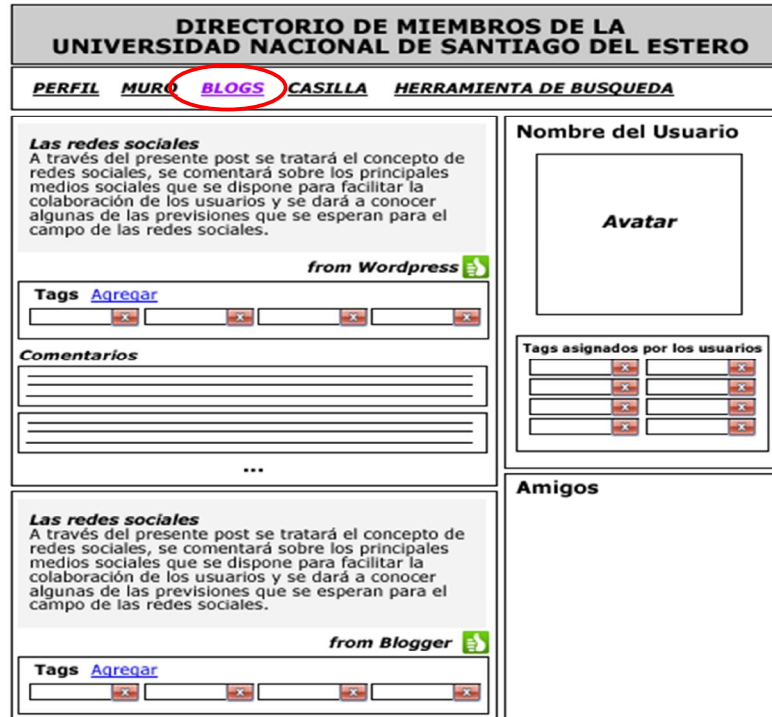 DIRECTORIO DE MIEMBROS DE LA
UNIVERSIDAD NACIONAL DE SANTIAGO DEL ESTERO
PERFIL MURO BLOGS CASILLA HERRAMIENTA DE BUSQUEDA
Las redes sociales
A través del presente post se tratará el concepto de
redes sociales, se comentará sobre los principales
medios sociales que se dispone para facilitar la
colaboración de los usuarios y se dará a conocer
algunas de las previsiones que se esperan para el
campo de las redes sociales.
from Wordpress
Tags Agregar
x x x x
Comentarios
...
Las redes sociales
A través del presente post se tratará el concepto de
redes sociales, se comentará sobre los principales
medios sociales que se dispone para facilitar la
colaboración de los usuarios y se dará a conocer
algunas de las previsiones que se esperan para el
campo de las redes sociales.
from Blogger
Tags Agregar
x x x x
Nombre del Usuario
Avatar
Tags asignados por los usuarios
x x
x x
x x
x x
Amigos